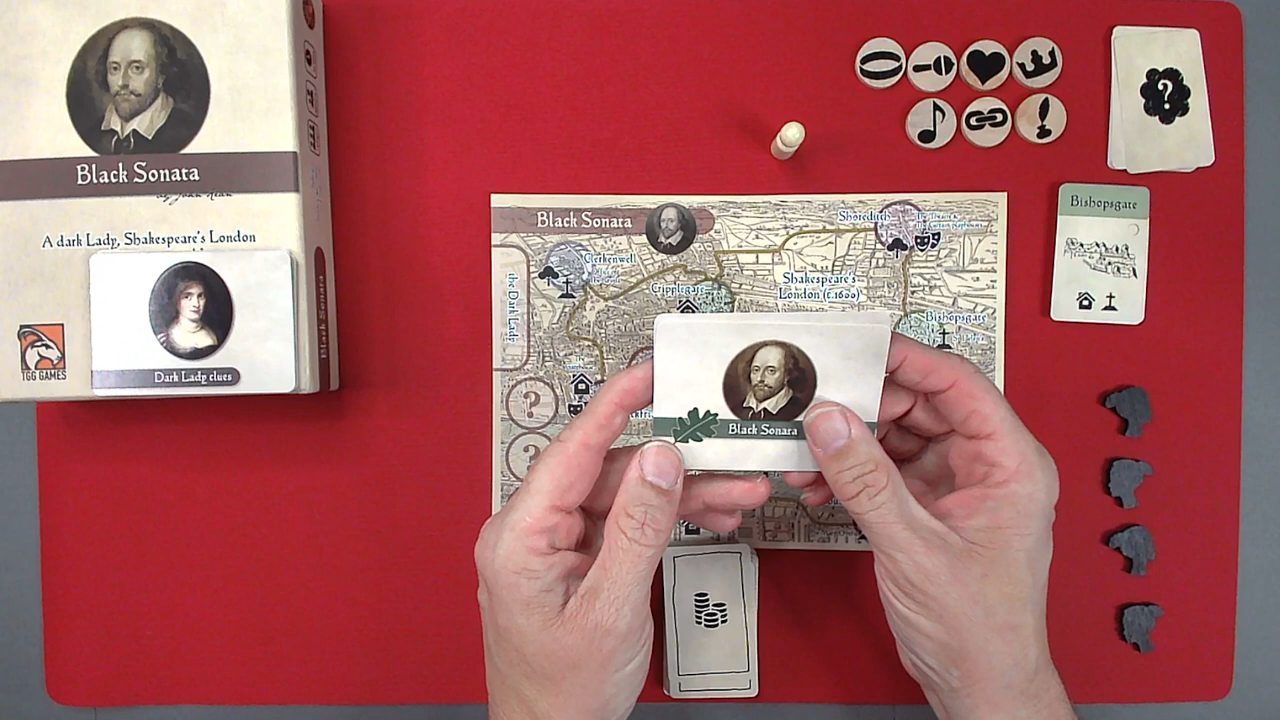 Black Sonata
A dark Lady, Shakespeare's London
TGG GAMES
Dark Lady clues
Black Sonata
Black Sonata
the Dark Lady
Clerkenwell
Cripplegate
Shoreditch
Shakespeare's
London (c.1600)
Bishopsgate
Black Sonata
Bishopsgate